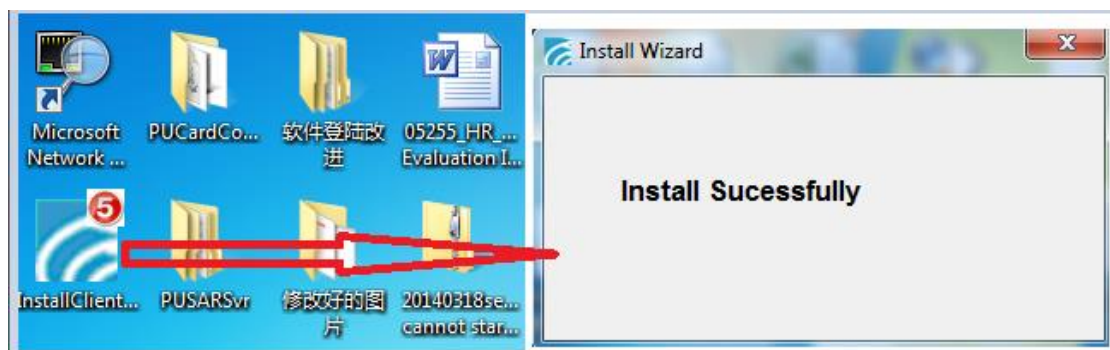 Microsoft
Network ...
PUCardCo...
软件登陆改
进
05255_HR_...
Evaluation I...
5
InstallClient...
PUSARSvr
修改好的图
片
20140318se...
cannot star...
Install Wizard
Install Sucessfully